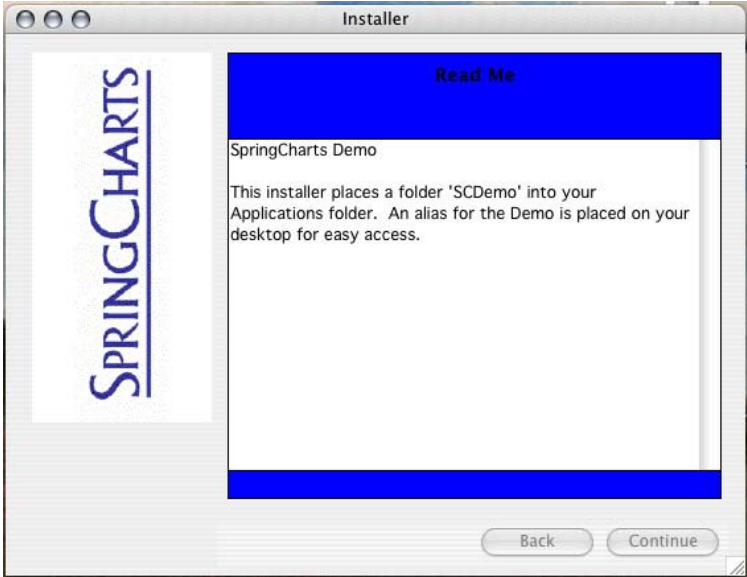 Installer
SPRINGCHARTS
Read Me
SpringCharts Demo
This installer places a folder 'SCDemo' into your
Applications folder.  An alias for the Demo is placed on your
desktop for easy access.
Back
Continue